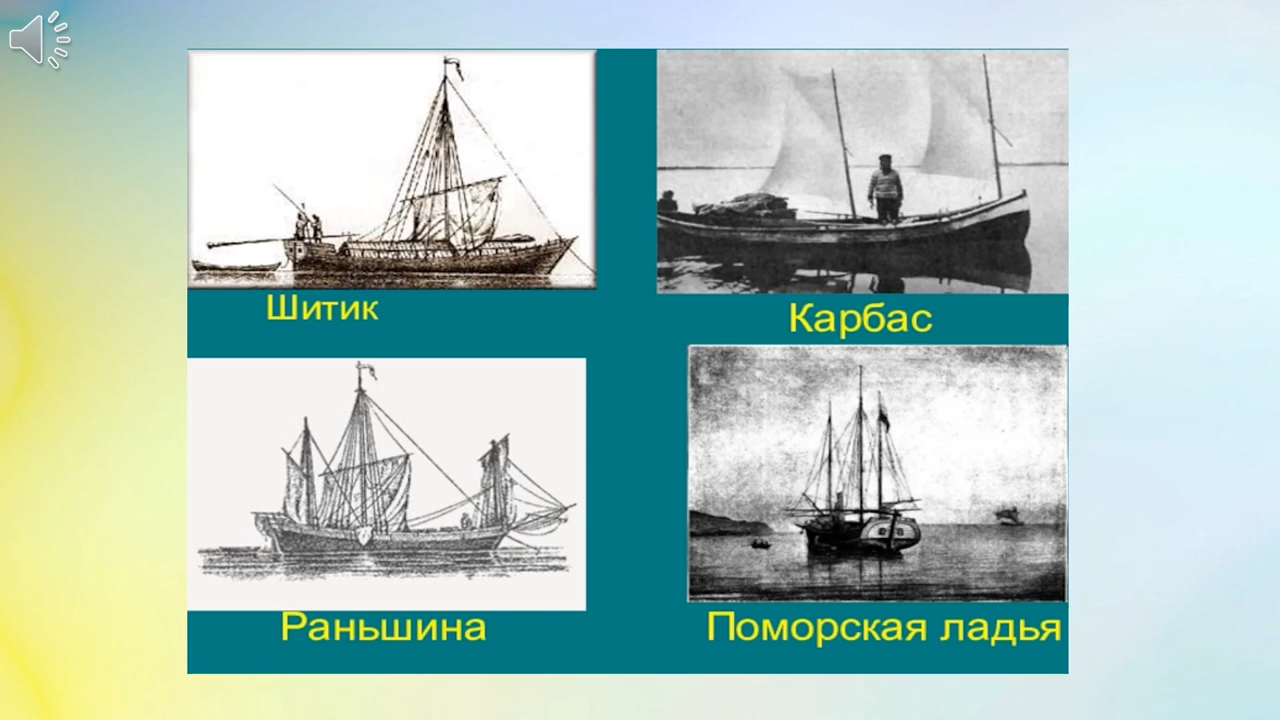 Шитик
Карбас
Раньшина
Поморская ладья